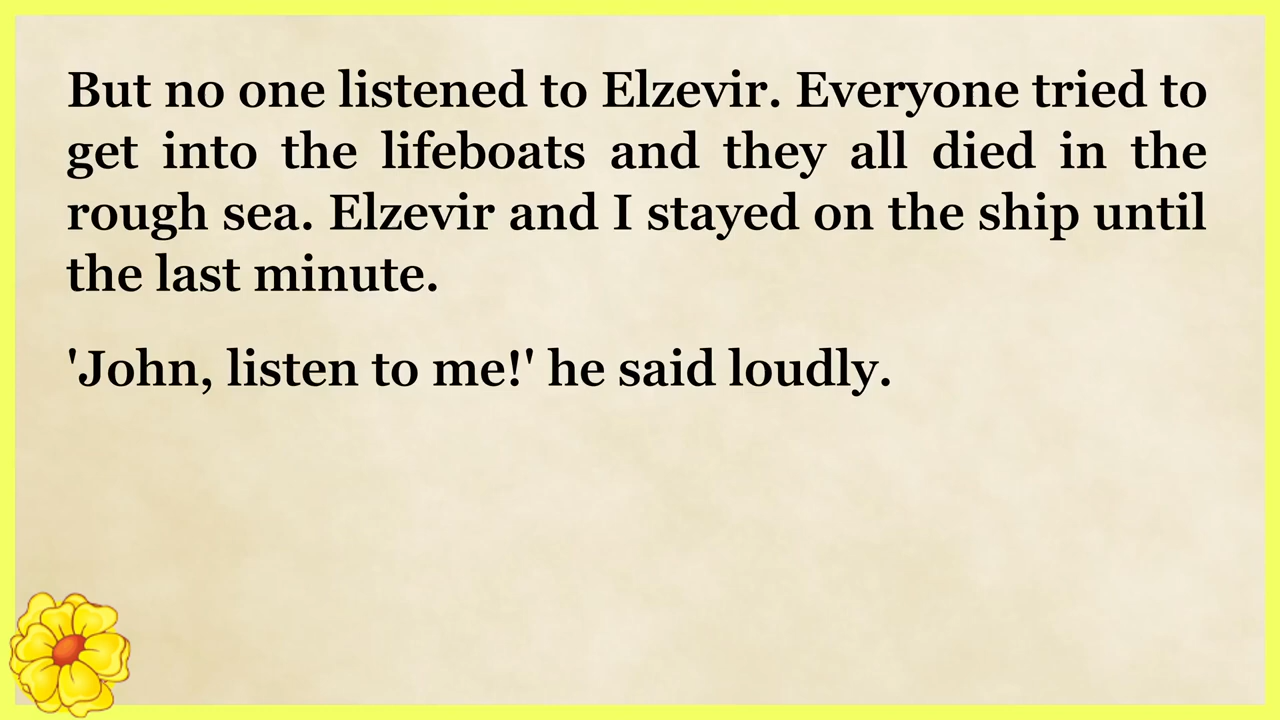 But no one listened to Elzevir. Everyone tried to
get into the lifeboats and they all died in the
rough sea. Elzevir and I stayed on the ship until
the last minute.
'John, listen to me!' he said loudly.